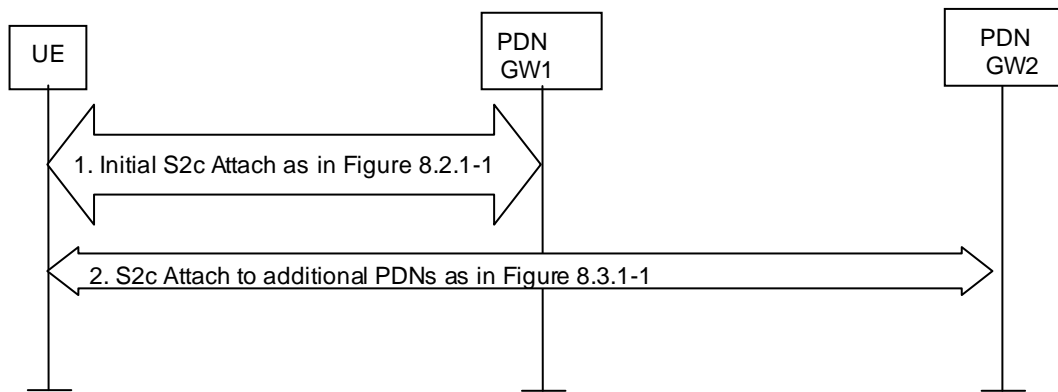 UE
PDN
GW1
PDN
GW2
1. Initial S2c Attach as in Figure 8.2.1-1
2. S2c Attach to additional PDNs as in Figure 8.3.1-1